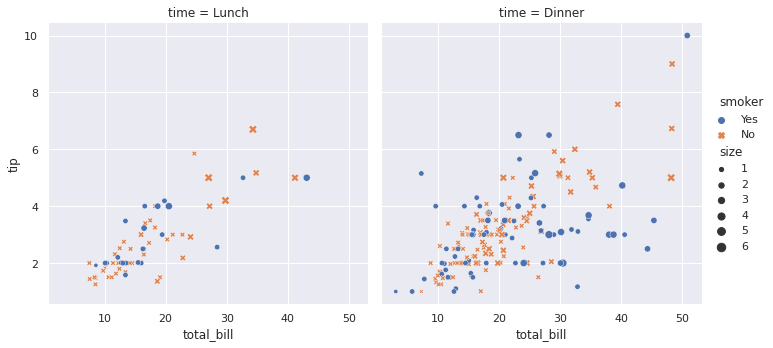 time = Lunch
time = Dinner
10
8
6
4
2
tip
10 20 30 40 50
10 20 30 40 50
total_bill
total_bill
smoker
Yes
No
size
1
2
3
4
5
6